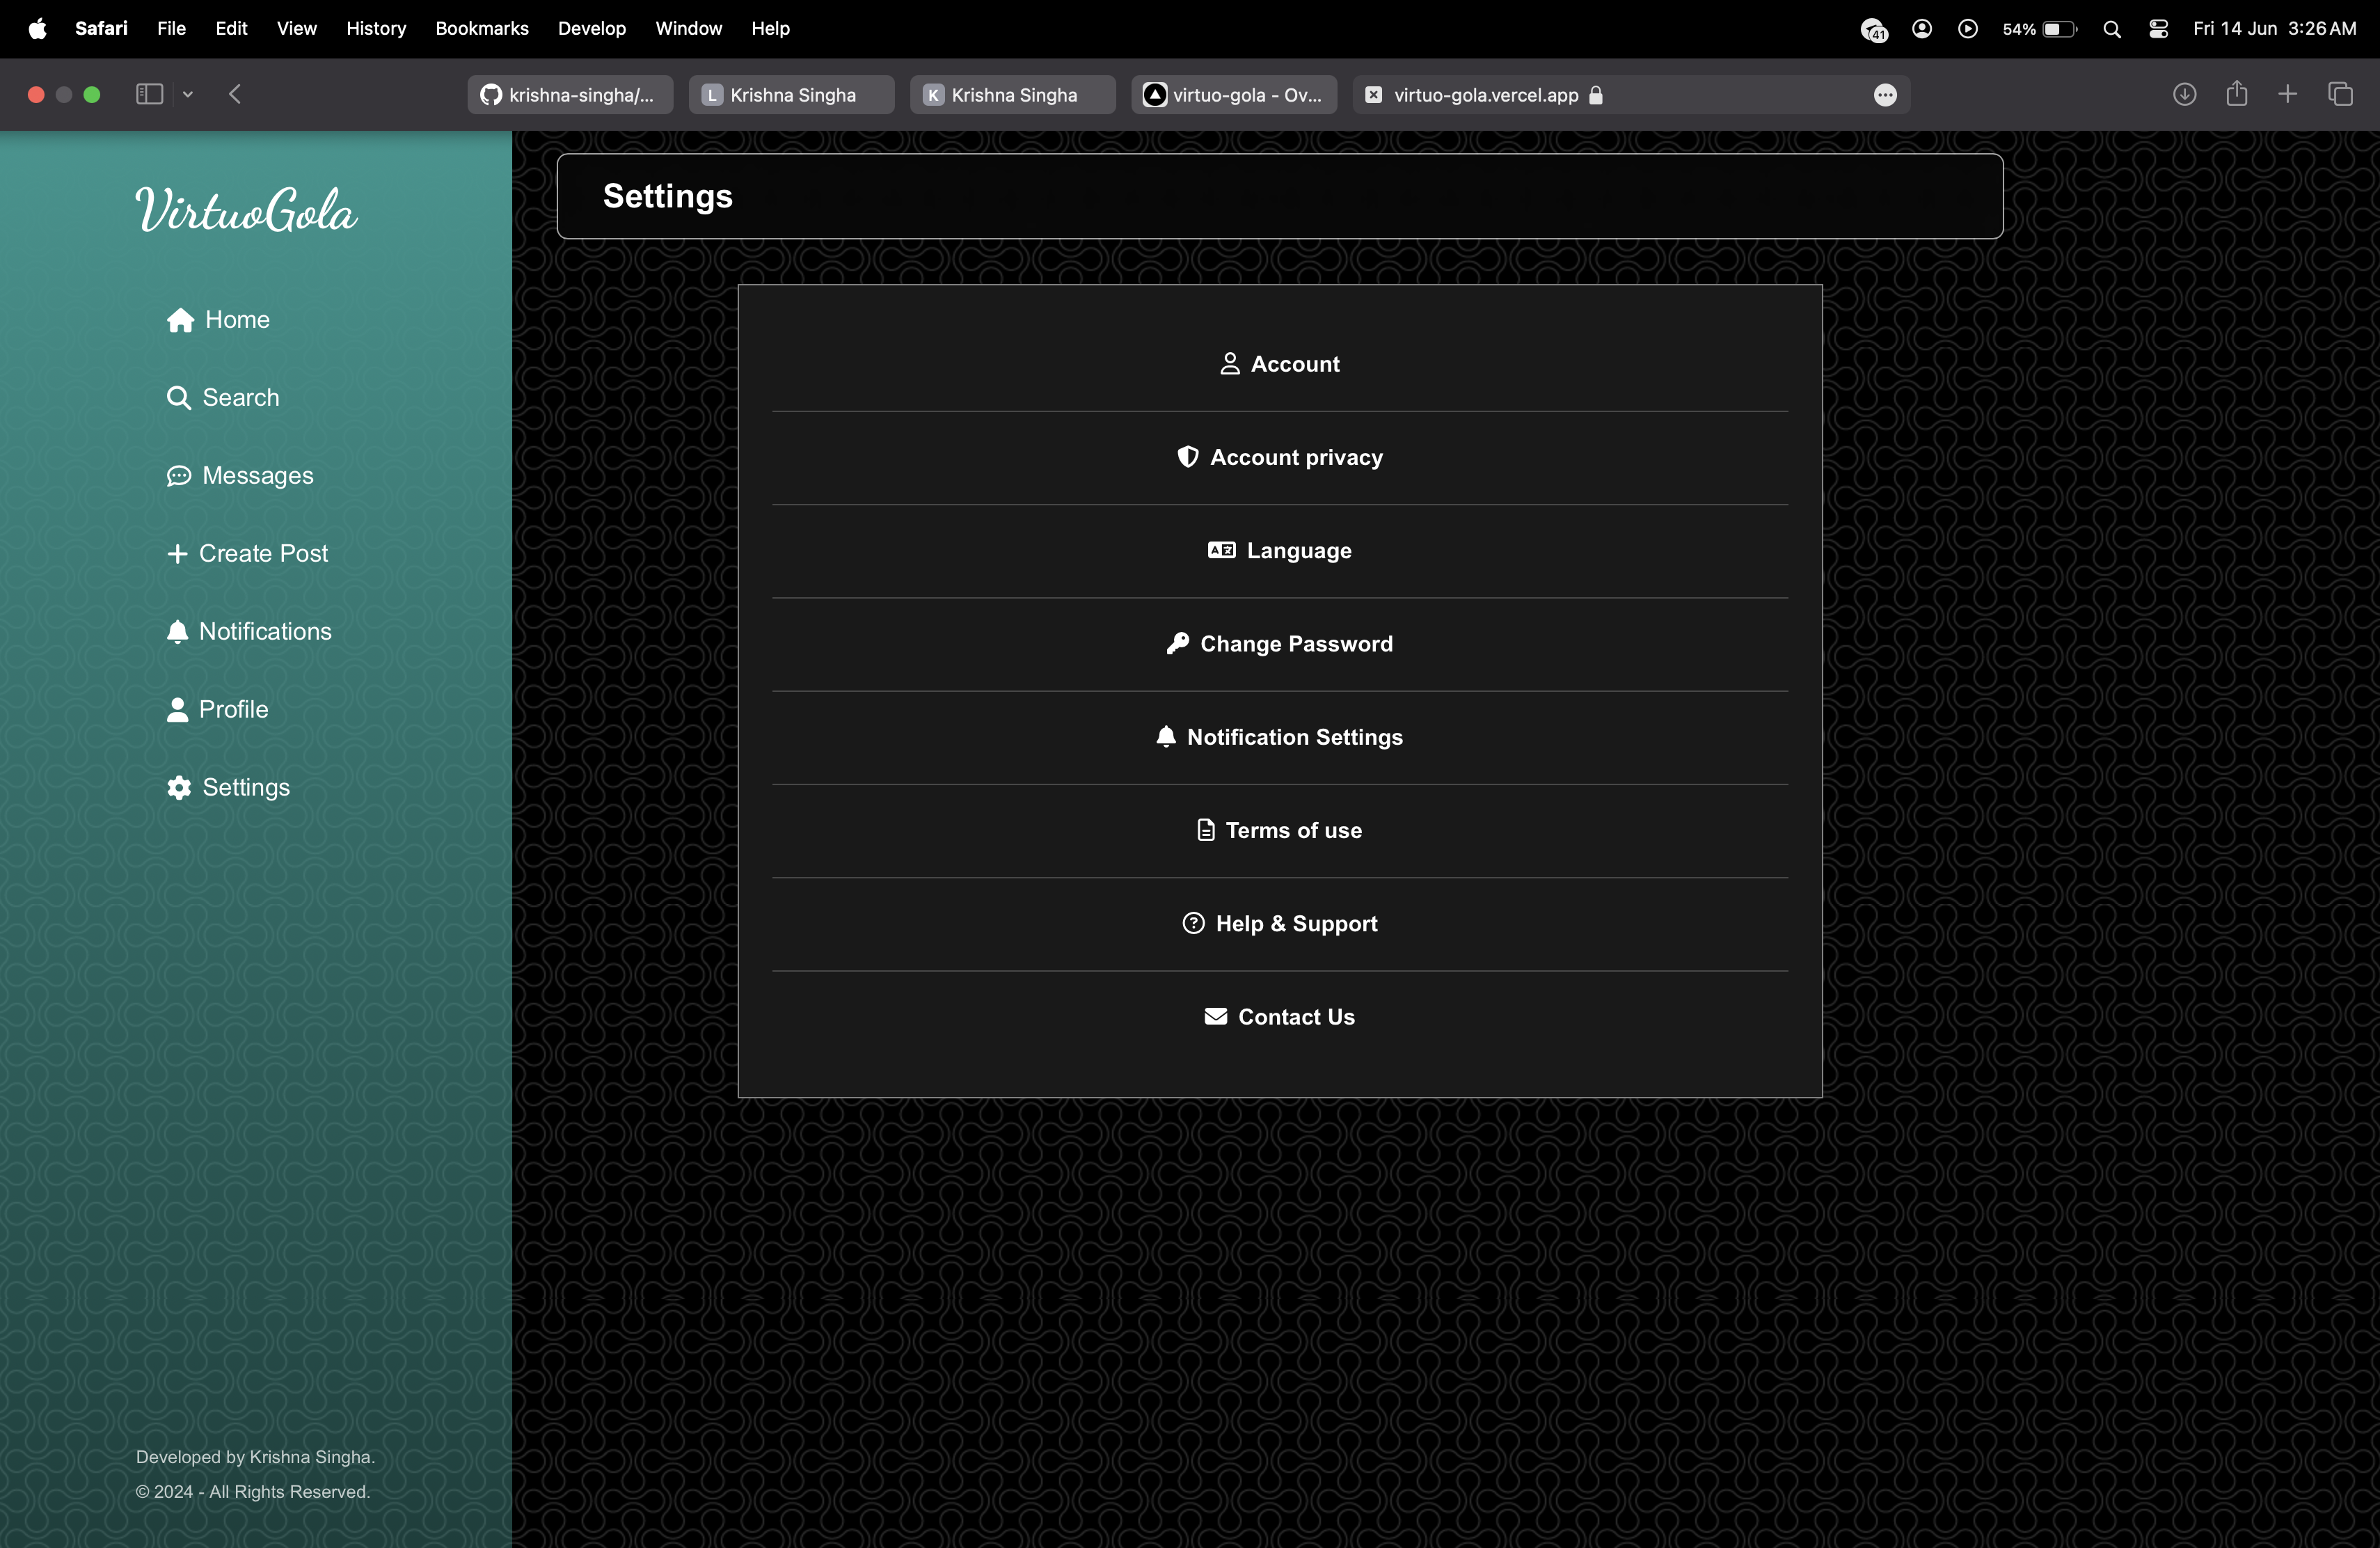 Safari File Edit View History Bookmarks Develop Window Help 41 54% Fri 14 Jun 3:26 AM
krishna-singha/... L Krishna Singha K Krishna Singha virtuo-gola - Ov... virtuo-gola.vercel.app
VirtuoGola
Home
Search
Messages
Create Post
Notifications
Profile
Settings
Developed by Krishna Singha.
© 2024 - All Rights Reserved.
Settings
Account
Account privacy
Language
Change Password
Notification Settings
Terms of use
Help & Support
Contact Us